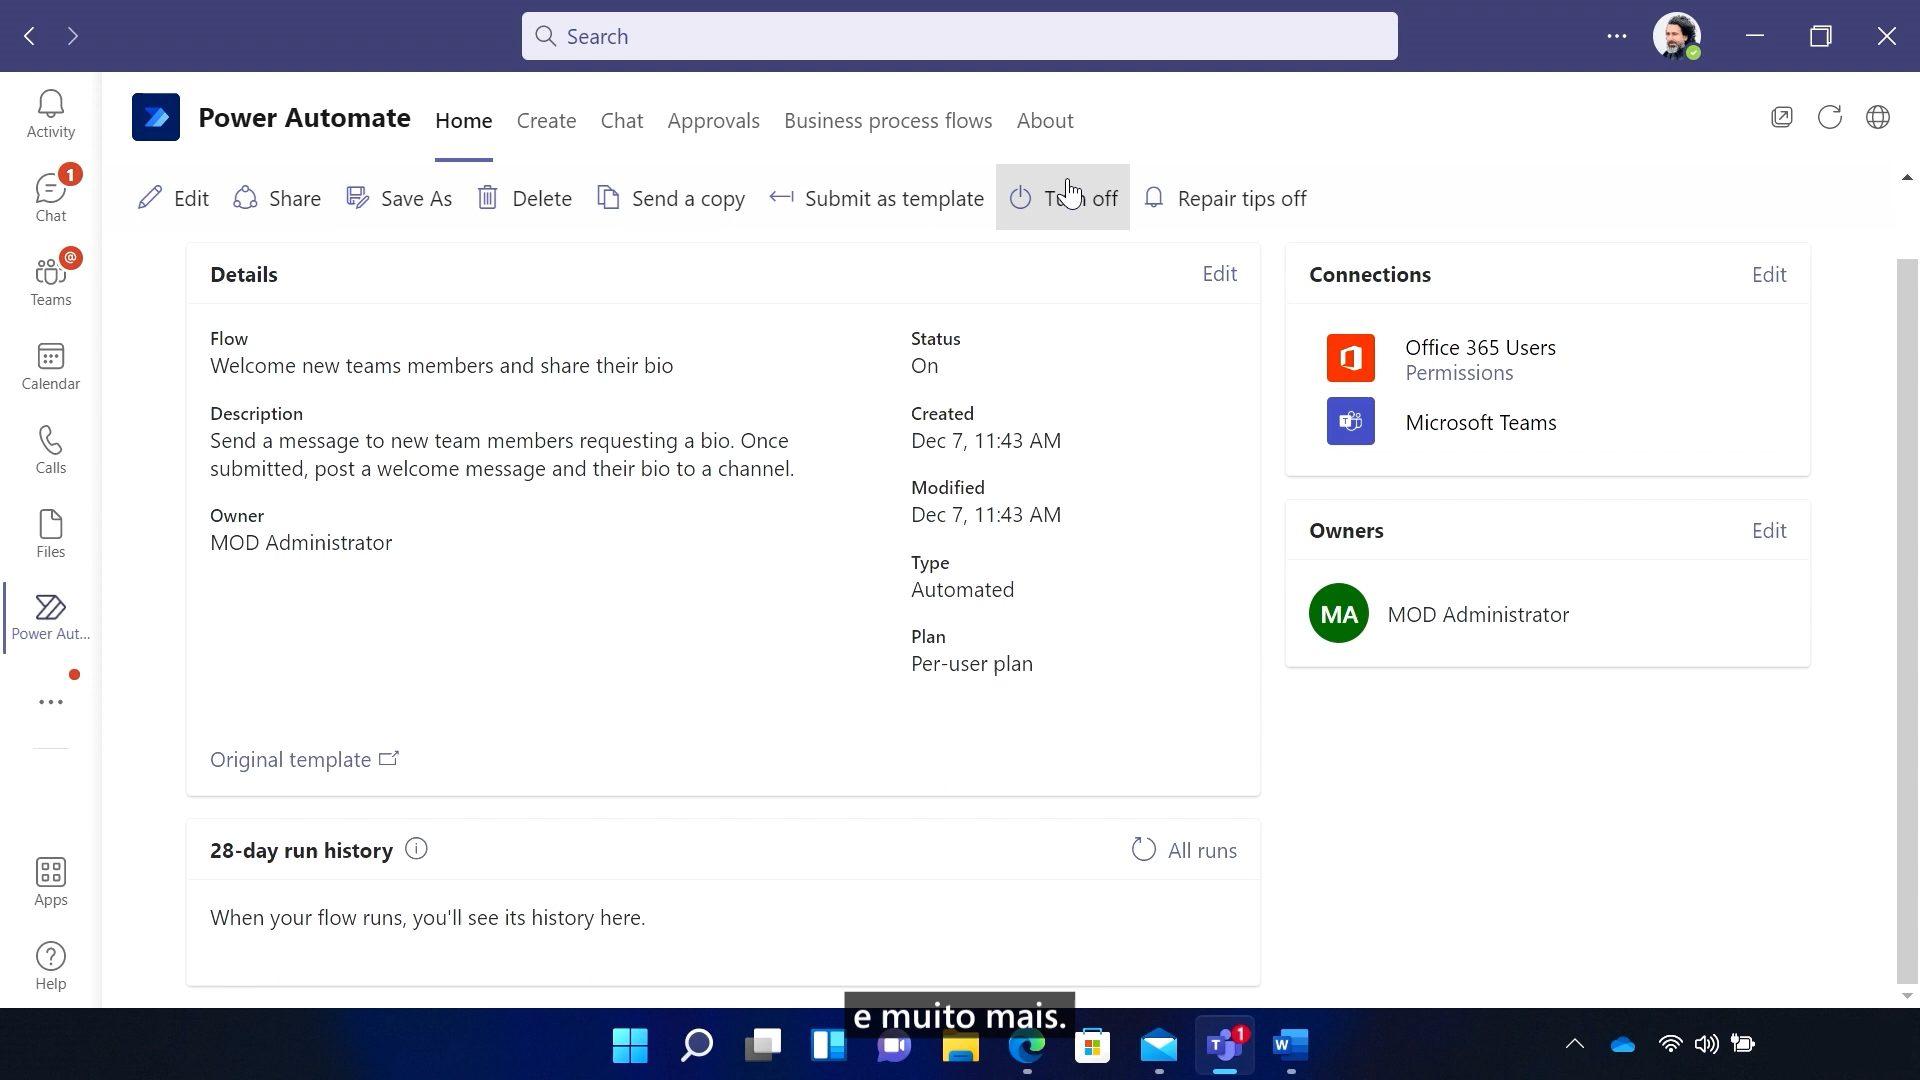 Search
Activity
1
Chat
@
Teams
Calendar
Calls
Files
Power Aut...
Apps
Help
Power Automate
Home
Create
Chat
Approvals
Business process flows
About
Edit
Share
Save As
Delete
Send a copy
Submit as template
Turn off
Repair tips off
Details
Edit
Flow
Welcome new teams members and share their bio
Description
Send a message to new team members requesting a bio. Once
submitted, post a welcome message and their bio to a channel.
Owner
MOD Administrator
Status
On
Created
Dec 7, 11:43 AM
Modified
Dec 7, 11:43 AM
Type
Automated
Plan
Per-user plan
Original template
Connections
Edit
Office 365 Users
Permissions
Microsoft Teams
Owners
Edit
MA
MOD Administrator
28-day run history
All runs
When your flow runs, you'll see its history here.
e muito mais.
T
1
W